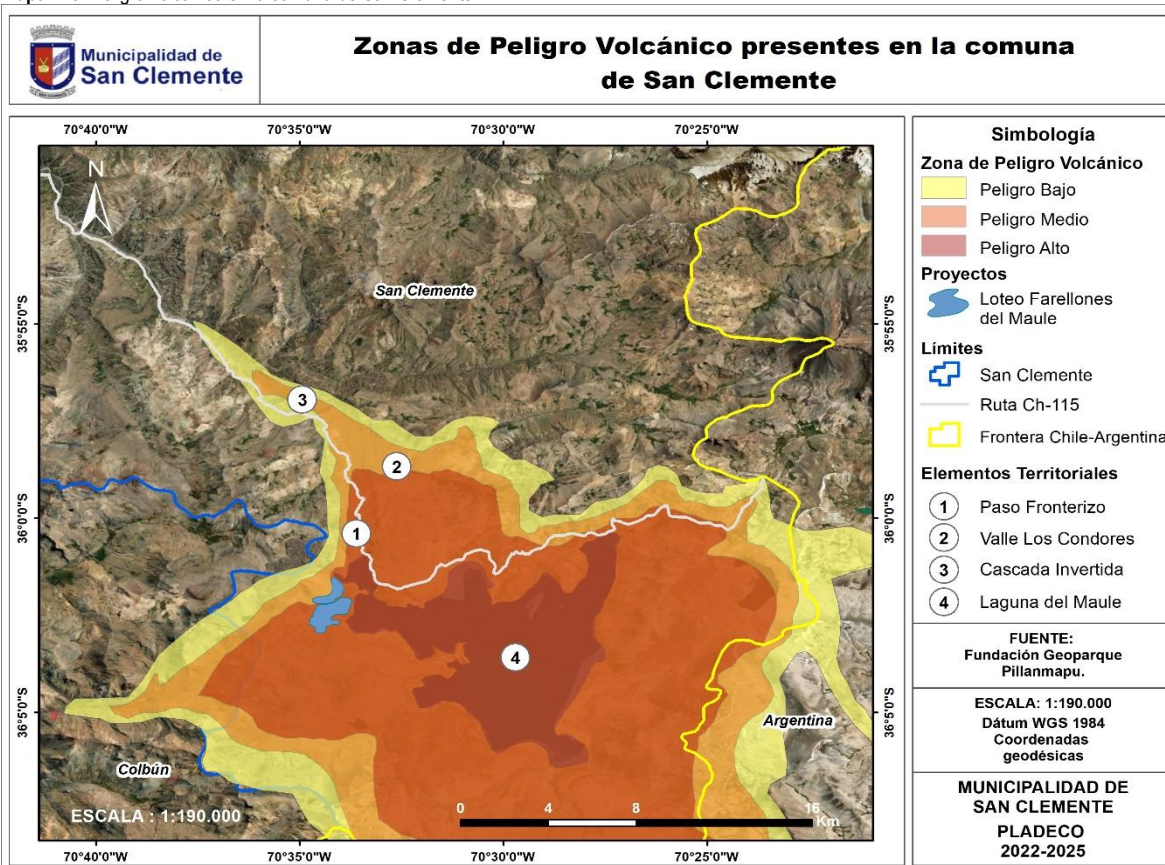 Municipalidad de
San Clemente
Zonas de Peligro Volcánico presentes en la comuna
de San Clemente
70°40'0"W 70°35'0"W 70°30'0"W 70°25'0"W
N
San Clemente
35°55'0"S 35°55'0"S
3
2
36°0'0"S 36°0'0"S
1
4
36°5'0"S 36°5'0"S
Argentina
Colbún
ESCALA : 1:190.000
0 4 8 16
Km
70°40'0"W 70°35'0"W 70°30'0"W 70°25'0"W
Simbología
Zona de Peligro Volcánico
Peligro Bajo
Peligro Medio
Peligro Alto
Proyectos
Loteo Farellones
del Maule
Límites
San Clemente
Ruta Ch-115
Frontera Chile-Argentina
Elementos Territoriales
1 Paso Fronterizo
2 Valle Los Condores
3 Cascada Invertida
4 Laguna del Maule
FUENTE:
Fundación Geoparque
Pillanmapu.
ESCALA: 1:190.000
Dátum WGS 1984
Coordenadas
geodésicas
MUNICIPALIDAD DE
SAN CLEMENTE
PLADECO
2022-2025